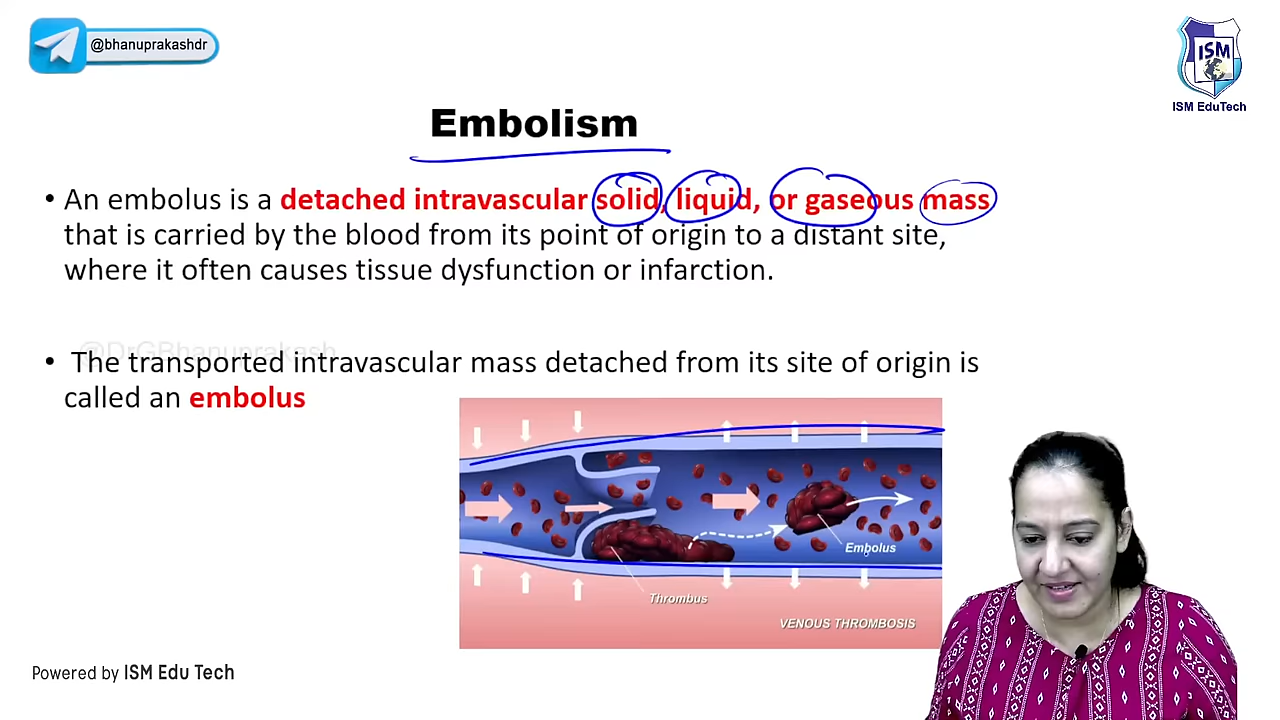 @bhanuprakashdr
ISM
ISM EduTech
Embolism
• An embolus is a detached intravascular solid, liquid, or gaseous mass
that is carried by the blood from its point of origin to a distant site,
where it often causes tissue dysfunction or infarction.
@DrGBhanuprakash
• The transported intravascular mass detached from its site of origin is
called an embolus
Embolus
Thrombus
VENOUS THROMBOSIS
Powered by ISM Edu Tech